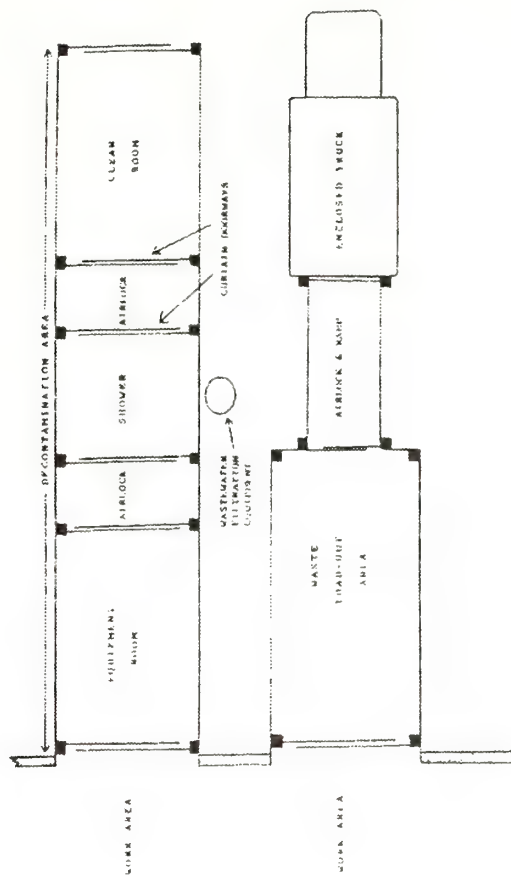 DECONTAMINATION AREA
CLEAN
ROOM
AIRLOCK
SHOWER
AIRLOCK
EQUIPMENT
ROOM
CURTAIN DOORWAYS
WASTEWATER
FILTRATION
EQUIPMENT
WORK AREA
ENCLOSED TRUCK
AIRLOCK & RAMP
WASTE
LOAD-OUT
AREA
WORK AREA